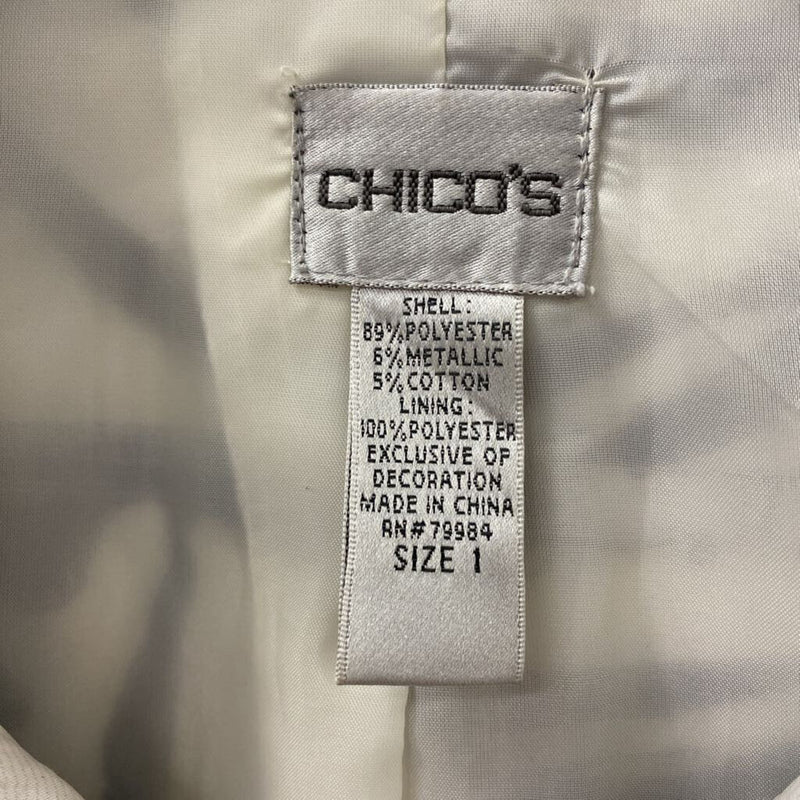 CHICO'S
SHELL:
89%POLYESTER
6%METALLIC
5%COTTON
LINING:
100%POLYESTER
EXCLUSIVE OF
DECORATION
MADE IN CHINA
RN#79984
SIZE 1